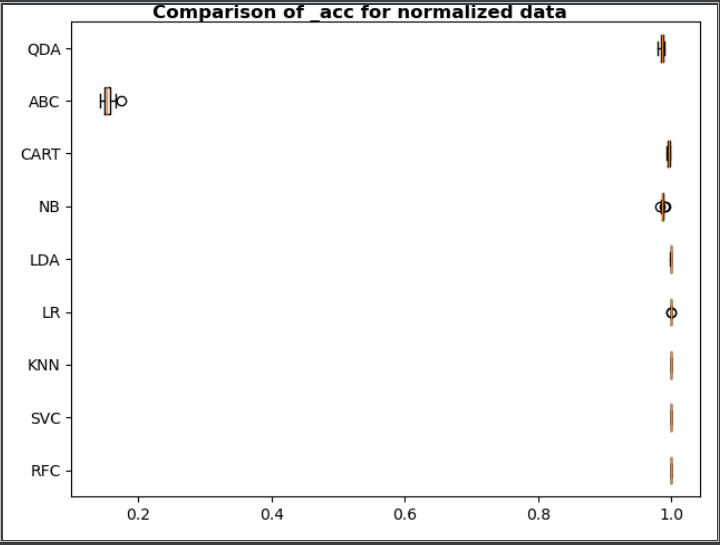 Comparison of _acc for normalized data
QDA
ABC
CART
NB
LDA
LR
KNN
SVC
RFC
0.2 0.4 0.6 0.8 1.0